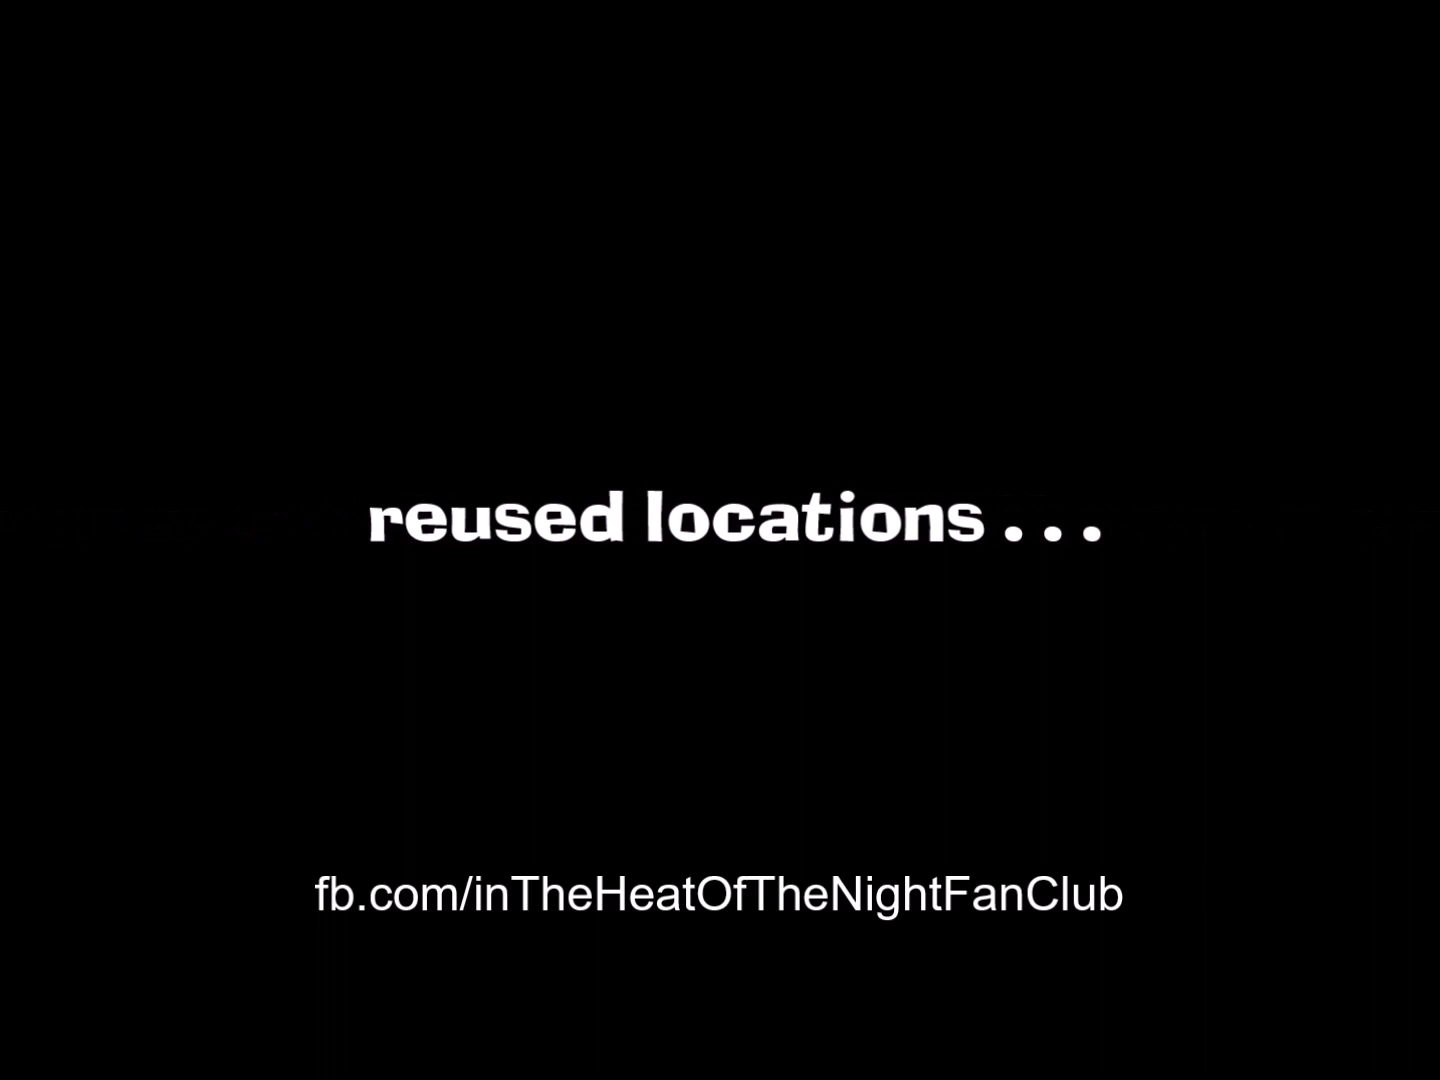 reused locations . . .
fb.com/inTheHeatOfTheNightFanClub